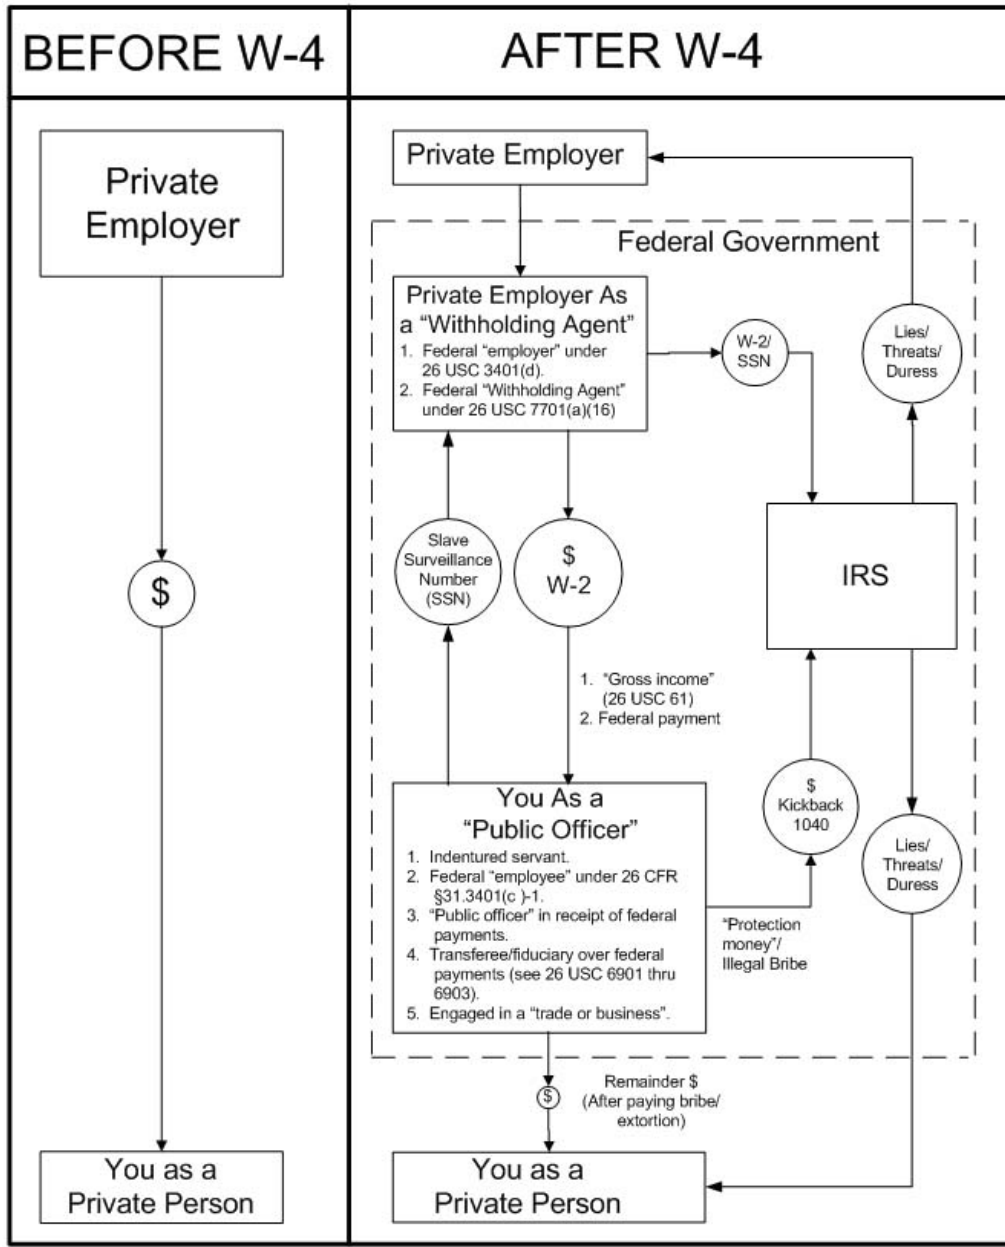 BEFORE W-4
AFTER W-4
Private
Employer
$
You as a
Private Person
Private Employer
Federal Government
Private Employer As
a “Withholding Agent”
1. Federal “employer” under
26 USC 3401(d).
2. Federal “Withholding Agent”
under 26 USC 7701(a)(16)
W-2/
SSN
Lies/
Threats/
Duress
Slave
Surveillance
Number
(SSN)
$
W-2
IRS
1. “Gross income”
(26 USC 61)
2. Federal payment
$
Kickback
1040
You As a
“Public Officer”
1. Indentured servant.
2. Federal “employee” under 26 CFR
§31.3401(c )-1.
3. “Public officer” in receipt of federal
payments.
4. Transferee/fiduciary over federal
payments (see 26 USC 6901 thru
6903).
5. Engaged in a “trade or business”.
Lies/
Threats/
Duress
“Protection
money”/
Illegal Bribe
$
Remainder $
(After paying bribe/
extortion)
You as a
Private Person